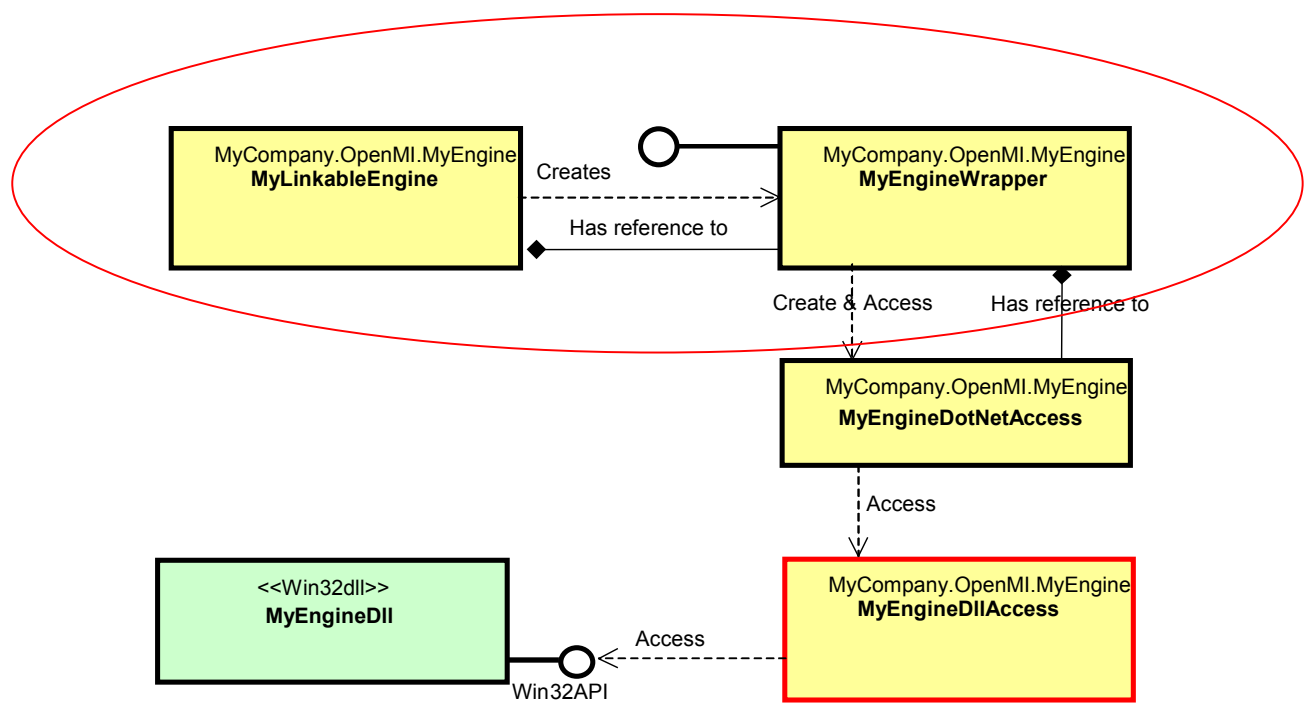 MyCompany.OpenMI.MyEngine
MyLinkableEngine
Creates
Has reference to
MyCompany.OpenMI.MyEngine
MyEngineWrapper
Create & Access
Has reference to
MyCompany.OpenMI.MyEngine
MyEngineDotNetAccess
Access
<<Win32dll>>
MyEngineDll
Win32API
Access
MyCompany.OpenMI.MyEngine
MyEngineDllAccess